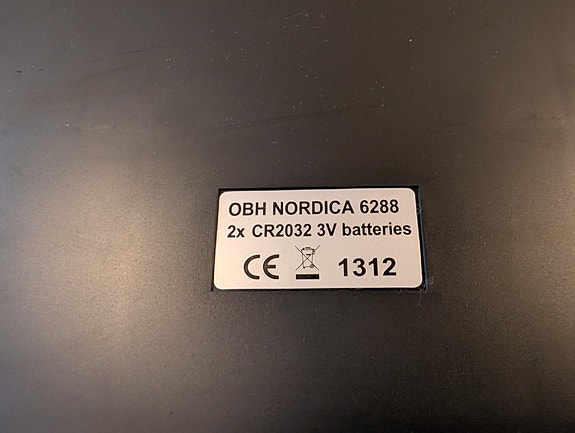 OBH NORDICA 6288
2x CR2032 3V batteries
CE 1312